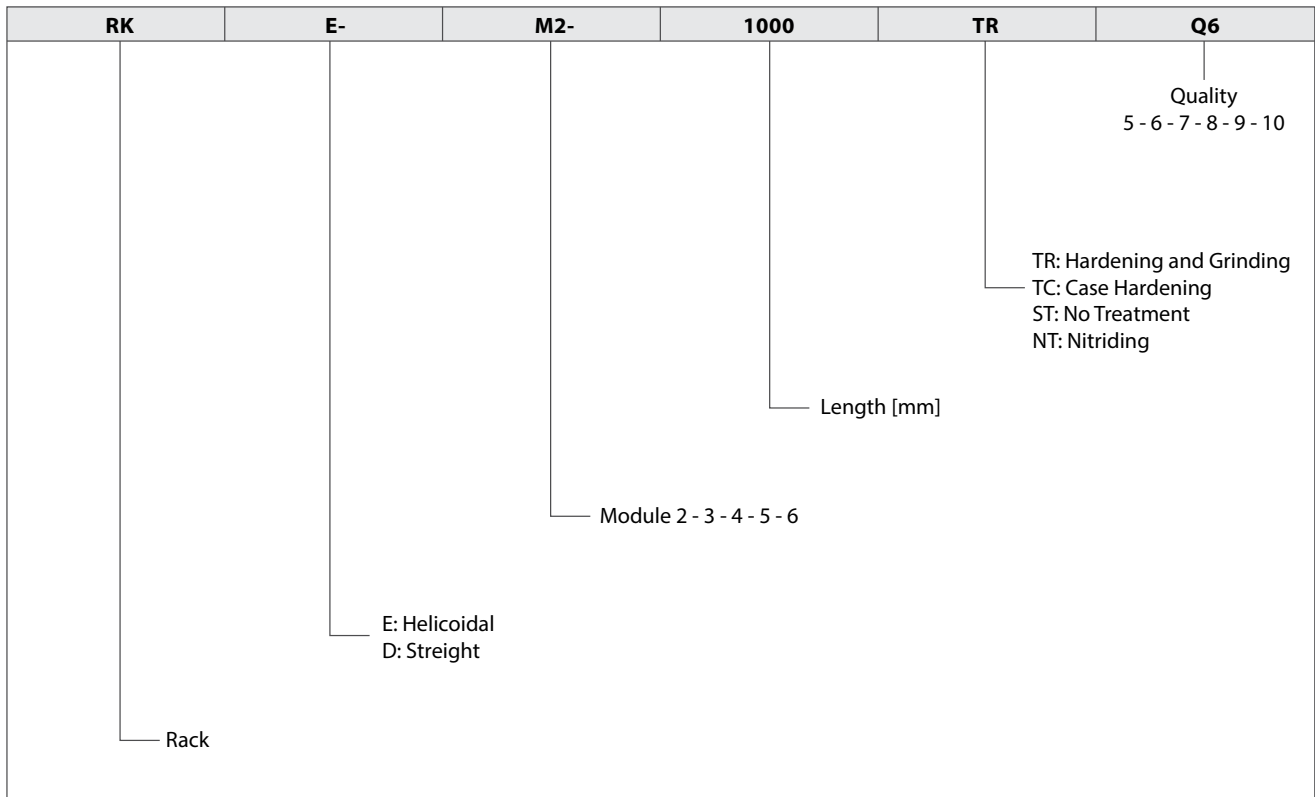 RK E- M2- 1000 TR Q6
Quality
5 - 6 - 7 - 8 - 9 - 10
TR: Hardening and Grinding
TC: Case Hardening
ST: No Treatment
NT: Nitriding
Length [mm]
Module 2 - 3 - 4 - 5 - 6
E: Helicoidal
D: Streight
Rack